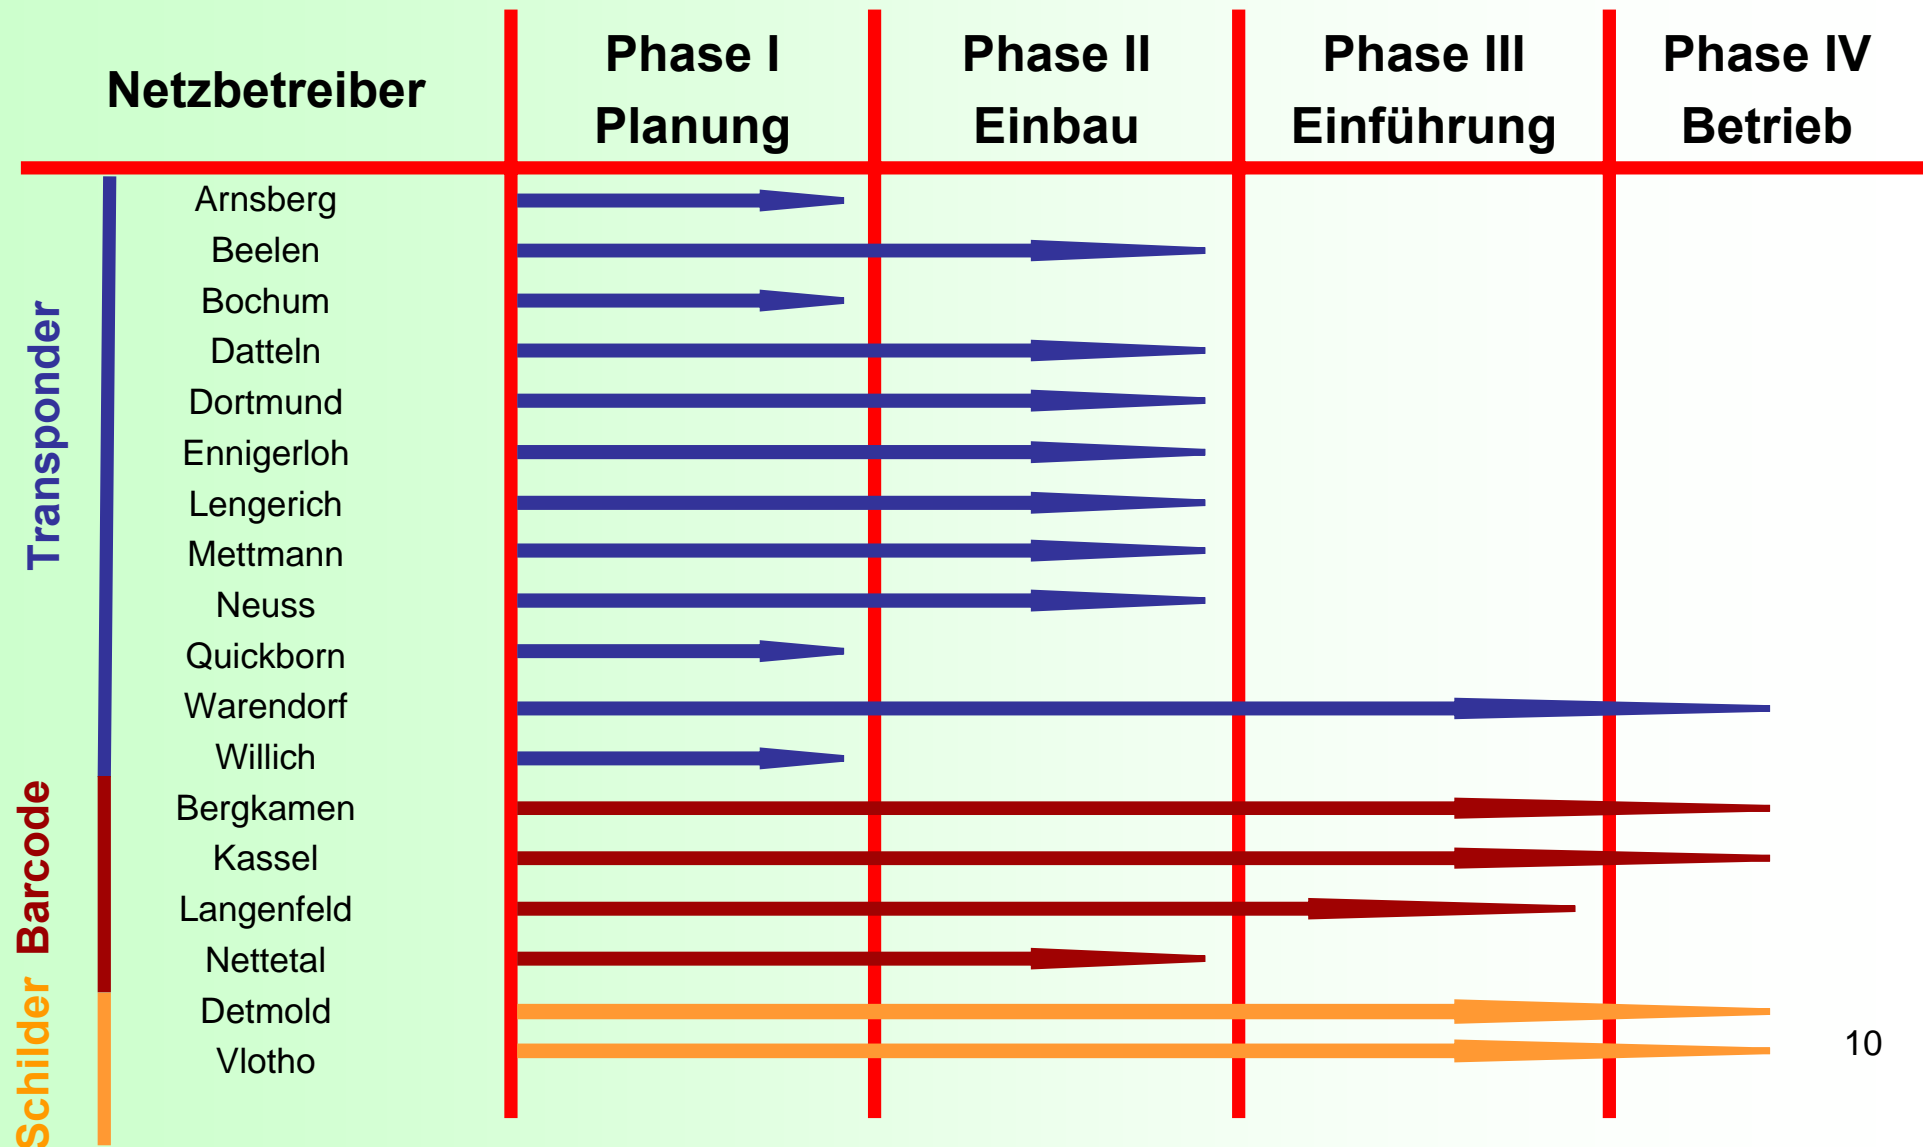 Netzbetreiber
Phase I
Planung
Phase II
Einbau
Phase III
Einführung
Phase IV
Betrieb
Transponder
Arnsberg
Beelen
Bochum
Datteln
Dortmund
Ennigerloh
Lengerich
Mettmann
Neuss
Quickborn
Warendorf
Willich
Barcode
Bergkamen
Kassel
Langenfeld
Nettetal
Schilder
Detmold
Vlotho
10